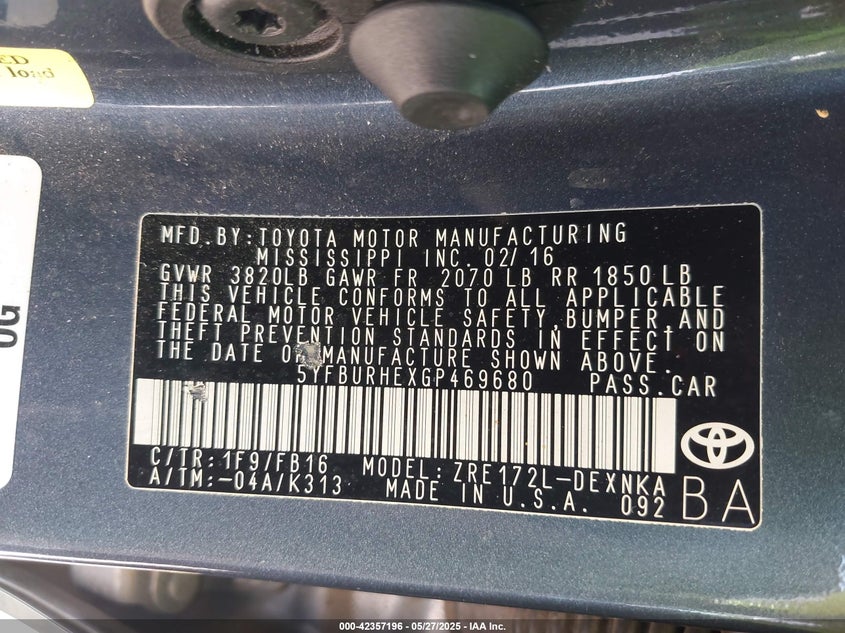 ED
load
OG
MFD.BY:TOYOTA MOTOR MANUFACTURING
MISSISSIPPI INC. 02/16
GVWR 3820LB GAWR FR 2070 LB RR 1850 LB
THIS VEHICLE CONFORMS TO ALL APPLICABLE
FEDERAL MOTOR VEHICLE SAFETY,BUMPER,AND
THEFT PREVENTION STANDARDS IN EFFECT ON
THE DATE OF MANUFACTURE SHOWN ABOVE.
5YFBURHEXGP469680 PASS.CAR
C/TR:1F9/FB16 MODEL:ZRE172L-DEXNKA
A/TM:-04A/K313 MADE IN U.S.A. 092
BA
000-42357196 - 05/27/2025 - IAA Inc.